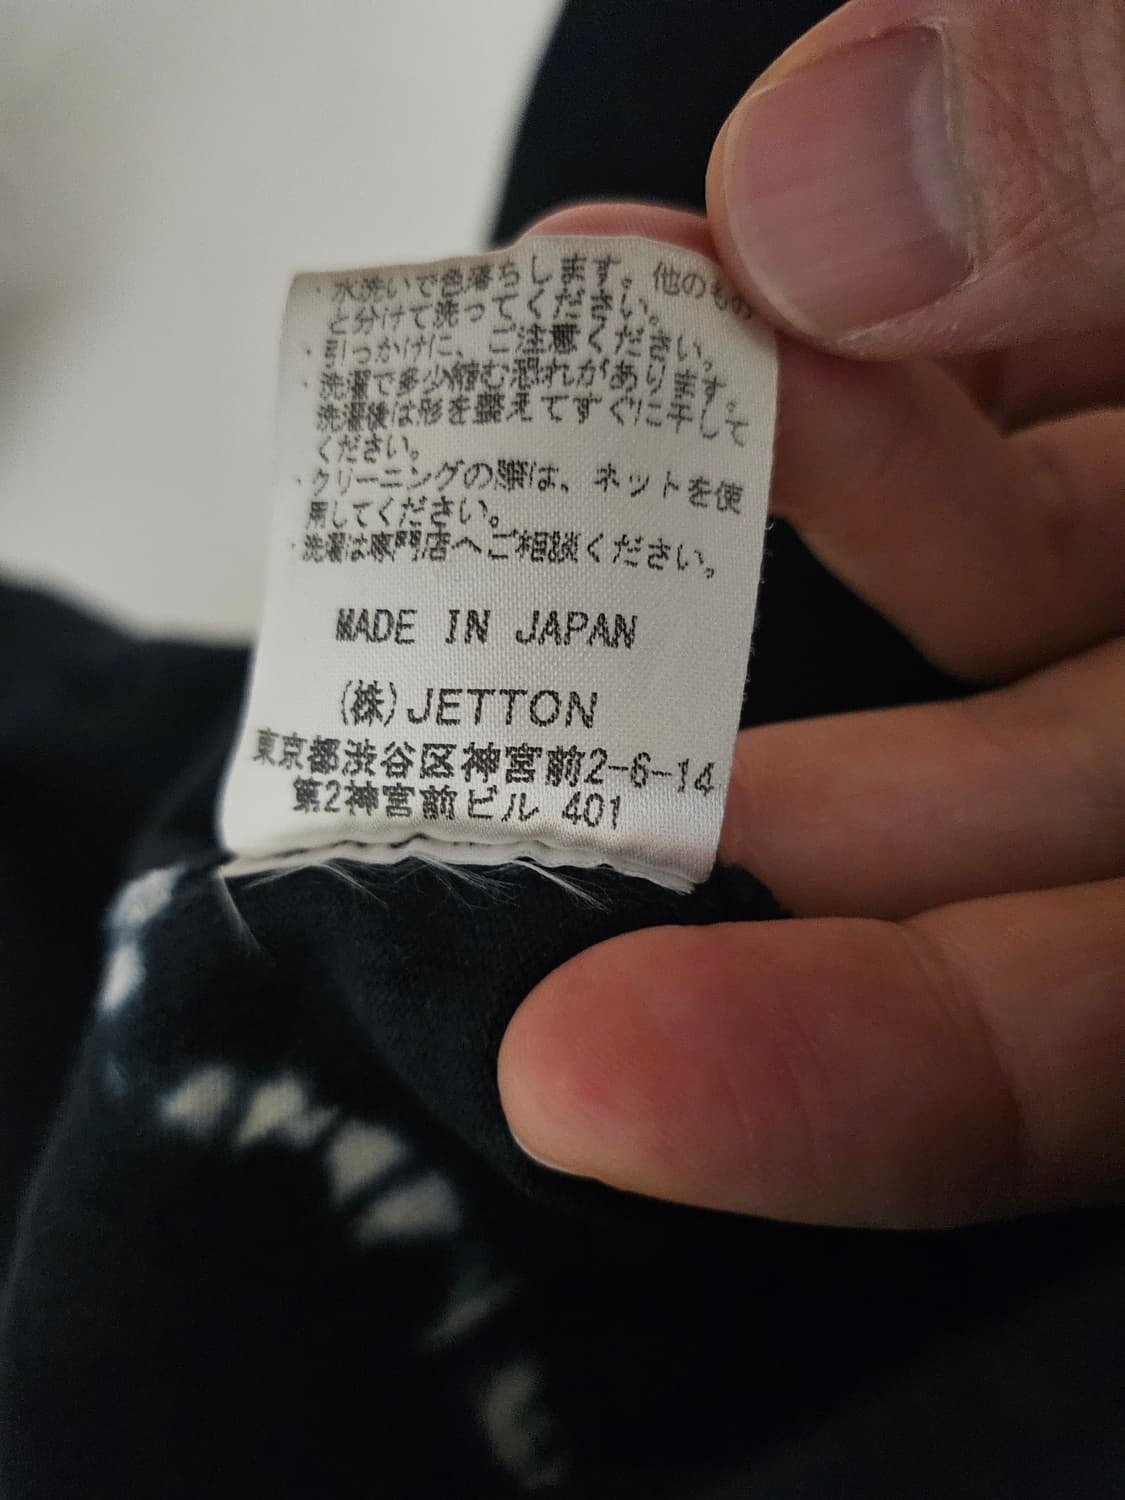 ・水洗いで色落ちします。他のもの
と分けて洗ってください。
・引っかけに、ご注意ください。
・洗濯で多少縮む恐れがあります。
洗濯後は形を整えてすぐに干して
ください。
・クリーニングの際は、ネットを使
用してください。
・洗濯は専門店へご相談ください。
MADE IN JAPAN
(株)JETTON
東京都渋谷区神宮前2-6-14
第2神宮前ビル 401